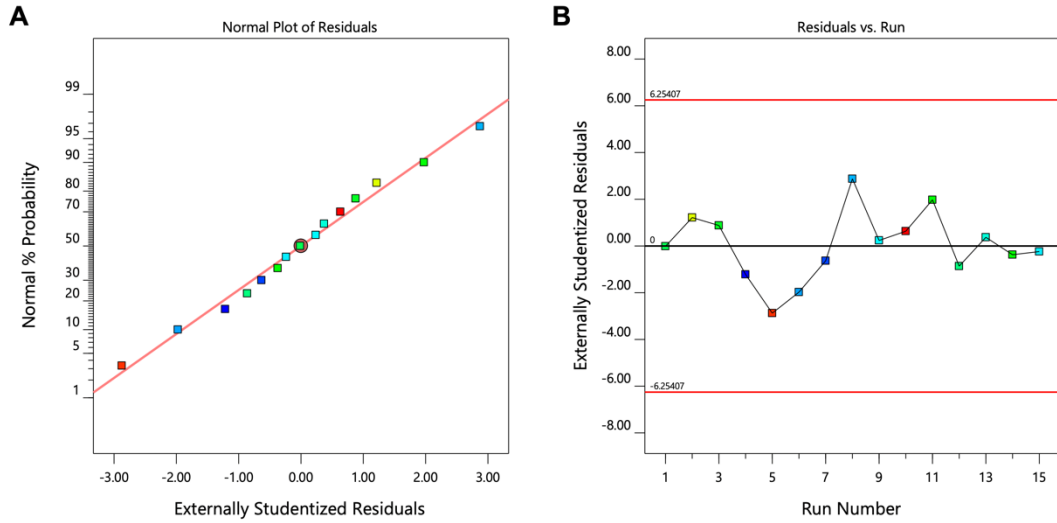 A
Normal Plot of Residuals
Normal % Probability
99
95
90
80
70
50
30
20
10
5
1
-3.00 -2.00 -1.00 0.00 1.00 2.00 3.00
Externally Studentized Residuals
B
Residuals vs. Run
Externally Studentized Residuals
8.00
6.00
4.00
2.00
0.00
-2.00
-4.00
-6.00
-8.00
6.25407
0
-6.25407
1 3 5 7 9 11 13 15
Run Number